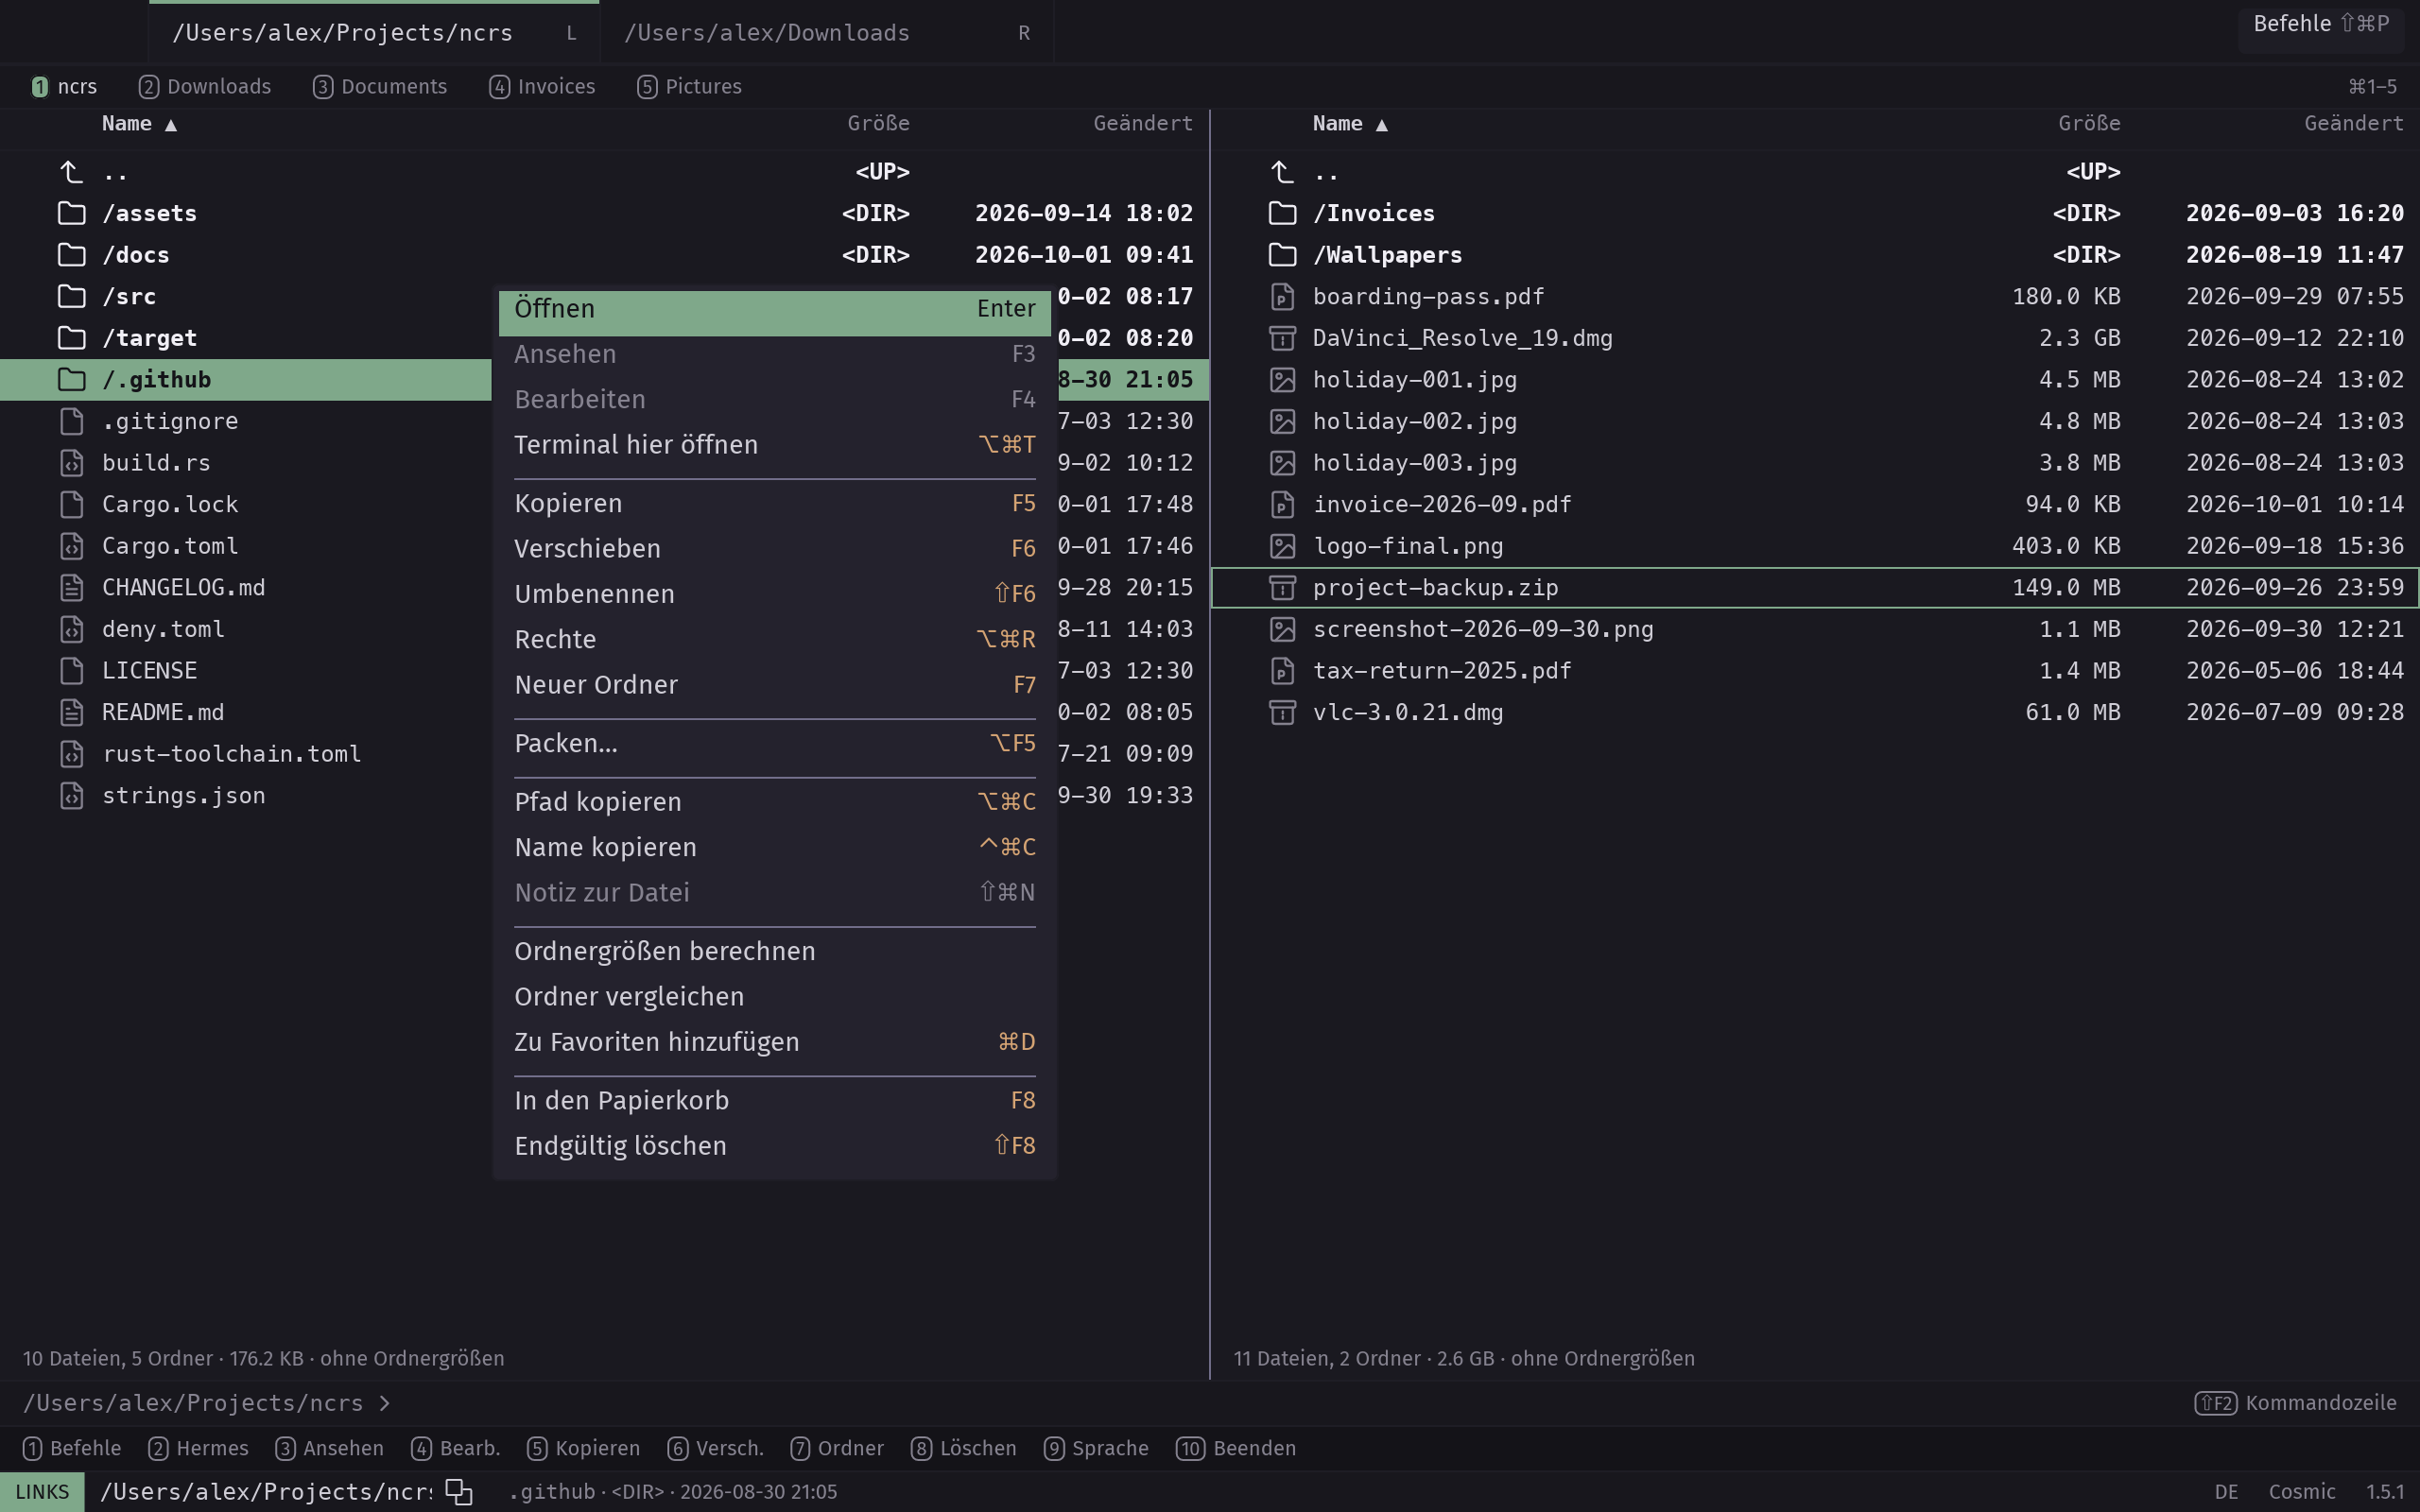 /Users/alex/Projects/ncrs L /Users/alex/Downloads R Befehle ⇧⌘P
1 ncrs 2 Downloads 3 Documents 4 Invoices 5 Pictures ⌘1–5
Name ▲ Größe Geändert
.. <UP>
/assets <DIR> 2026-09-14 18:02
/docs <DIR> 2026-10-01 09:41
/src 0-02 08:17
/target 0-02 08:20
/.github 8-30 21:05
.gitignore 7-03 12:30
build.rs 9-02 10:12
Cargo.lock 0-01 17:48
Cargo.toml 0-01 17:46
CHANGELOG.md 9-28 20:15
deny.toml 8-11 14:03
LICENSE 7-03 12:30
README.md 0-02 08:05
rust-toolchain.toml 7-21 09:09
strings.json 9-30 19:33
Öffnen Enter
Ansehen F3
Bearbeiten F4
Terminal hier öffnen ⌥⌘T
Kopieren F5
Verschieben F6
Umbenennen ⇧F6
Rechte ⌥⌘R
Neuer Ordner F7
Packen... ⌥F5
Pfad kopieren ⌥⌘C
Name kopieren ^⌘C
Notiz zur Datei ⇧⌘N
Ordnergrößen berechnen
Ordner vergleichen
Zu Favoriten hinzufügen ⌘D
In den Papierkorb F8
Endgültig löschen ⇧F8
10 Dateien, 5 Ordner · 176.2 KB · ohne Ordnergrößen
Name ▲ Größe Geändert
.. <UP>
/Invoices <DIR> 2026-09-03 16:20
/Wallpapers <DIR> 2026-08-19 11:47
boarding-pass.pdf 180.0 KB 2026-09-29 07:55
DaVinci_Resolve_19.dmg 2.3 GB 2026-09-12 22:10
holiday-001.jpg 4.5 MB 2026-08-24 13:02
holiday-002.jpg 4.8 MB 2026-08-24 13:03
holiday-003.jpg 3.8 MB 2026-08-24 13:03
invoice-2026-09.pdf 94.0 KB 2026-10-01 10:14
logo-final.png 403.0 KB 2026-09-18 15:36
project-backup.zip 149.0 MB 2026-09-26 23:59
screenshot-2026-09-30.png 1.1 MB 2026-09-30 12:21
tax-return-2025.pdf 1.4 MB 2026-05-06 18:44
vlc-3.0.21.dmg 61.0 MB 2026-07-09 09:28
11 Dateien, 2 Ordner · 2.6 GB · ohne Ordnergrößen
/Users/alex/Projects/ncrs > ⇧F2 Kommandozeile
1 Befehle 2 Hermes 3 Ansehen 4 Bearb. 5 Kopieren 6 Versch. 7 Ordner 8 Löschen 9 Sprache 10 Beenden
LINKS /Users/alex/Projects/ncrs .github · <DIR> · 2026-08-30 21:05 DE Cosmic 1.5.1